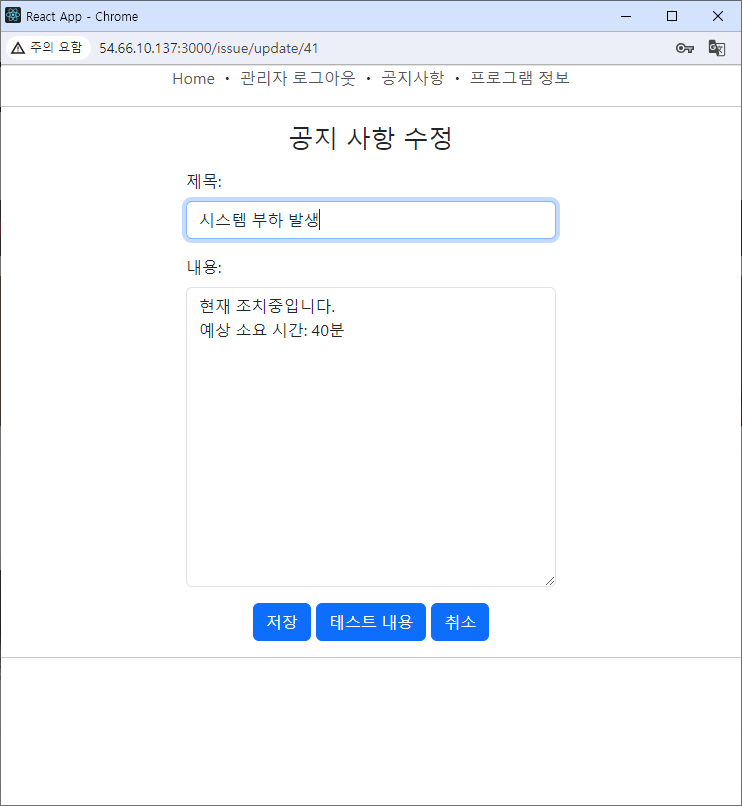 React App - Chrome
주의 요함 54.66.10.137:3000/issue/update/41
Home • 관리자 로그아웃 • 공지사항 • 프로그램 정보
공지 사항 수정
제목:
시스템 부하 발생
내용:
현재 조치중입니다.
예상 소요 시간: 40분
저장 테스트 내용 취소